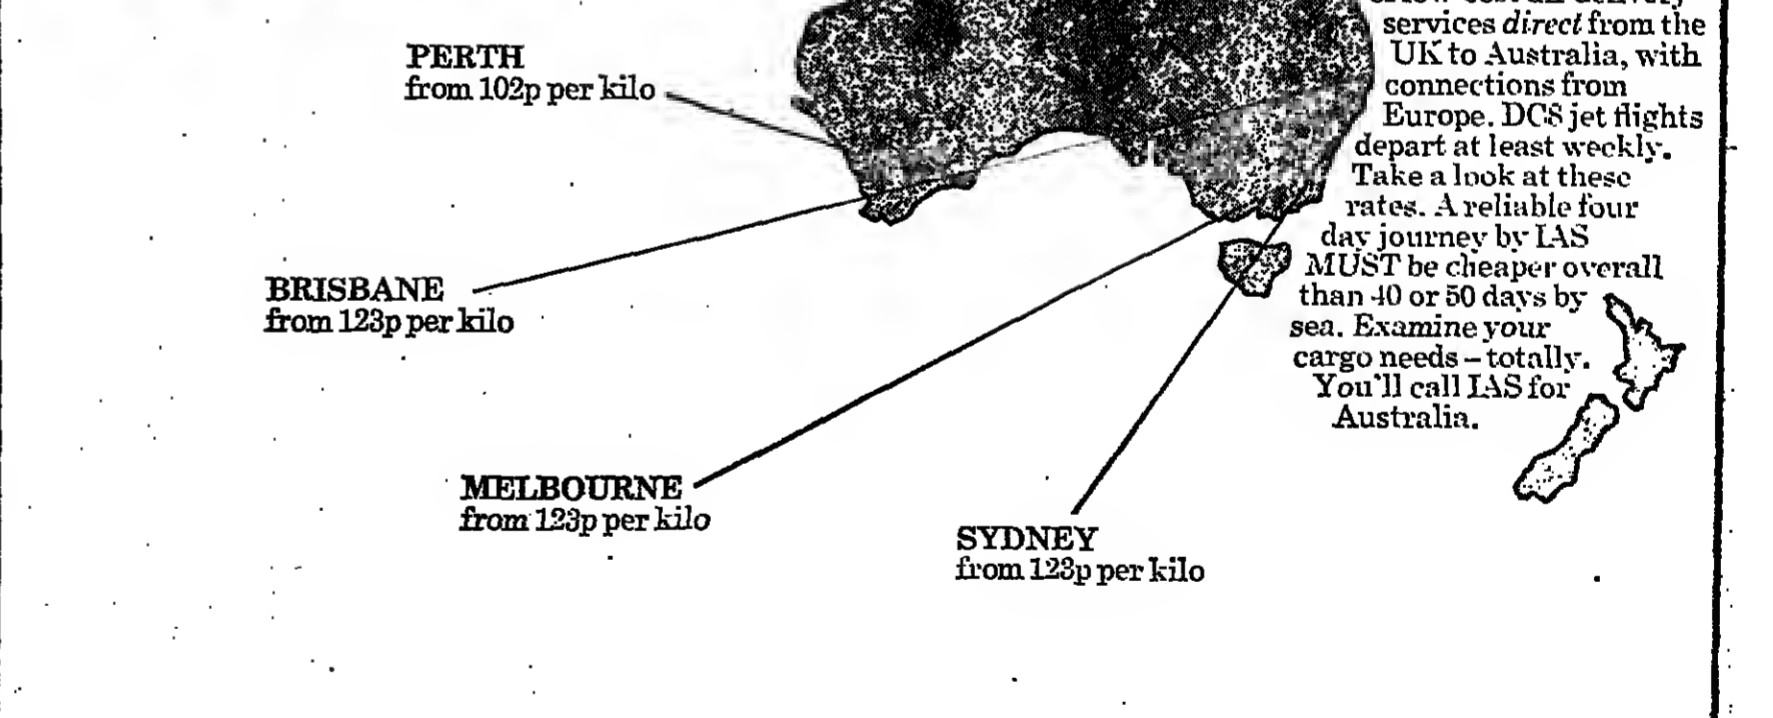 PERTH
from 102p per kilo
BRISBANE
from 123p per kilo
MELBOURNE
from 123p per kilo
SYDNEY
from 123p per kilo
services direct from the
UK to Australia, with
connections from
Europe. DC8 jet flights
depart at least weekly.
Take a look at these
rates. A reliable four
day journey by IAS
MUST be cheaper overall
than 40 or 50 days by
sea. Examine your
cargo needs – totally.
You'll call IAS for
Australia.